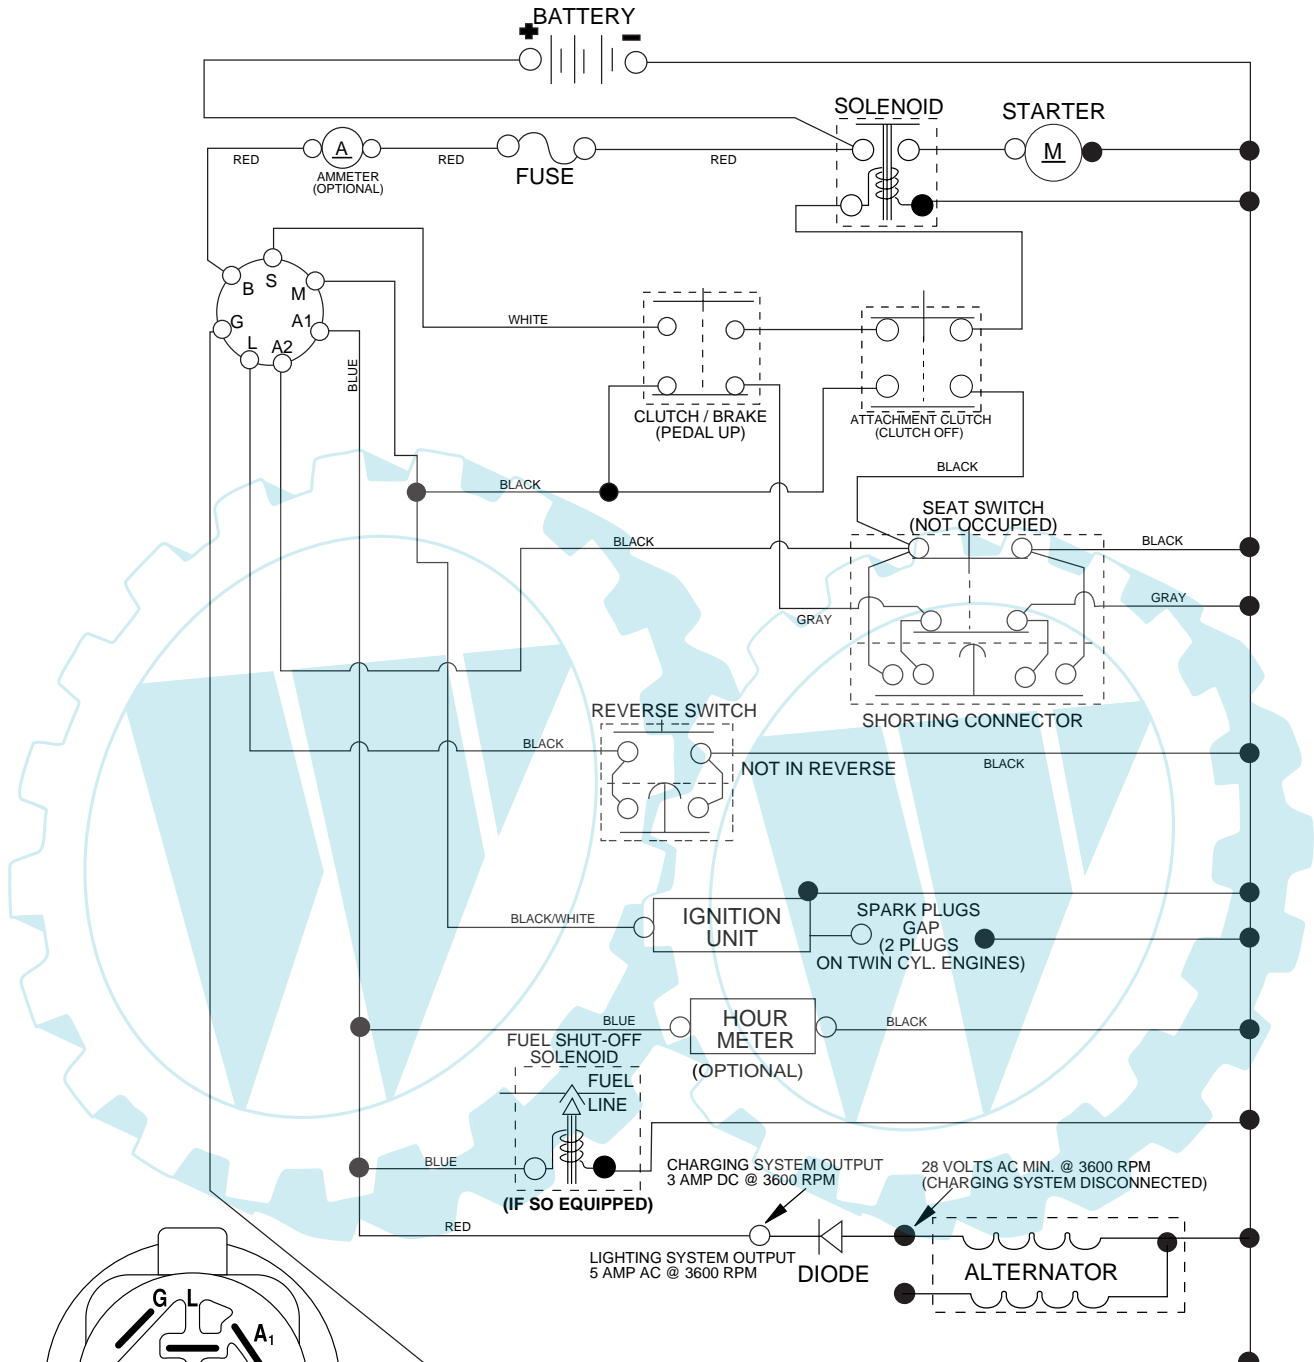 BATTERY
SOLENOID
STARTER
RED
A
RED
FUSE
RED
M
AMMETER
(OPTIONAL)
B
S
M
G
A1
L
A2
WHITE
BLUE
CLUTCH / BRAKE
(PEDAL UP)
ATTACHMENT CLUTCH
(CLUTCH OFF)
BLACK
BLACK
SEAT SWITCH
(NOT OCCUPIED)
BLACK
BLACK
GRAY
GRAY
REVERSE SWITCH
SHORTING CONNECTOR
BLACK
NOT IN REVERSE
BLACK
BLACK/WHITE
IGNITION
UNIT
SPARK PLUGS
GAP
(2 PLUGS
ON TWIN CYL. ENGINES)
BLUE
HOUR
METER
BLACK
(OPTIONAL)
FUEL SHUT-OFF
SOLENOID
FUEL
LINE
BLUE
(IF SO EQUIPPED)
CHARGING SYSTEM OUTPUT
3 AMP DC @ 3600 RPM
28 VOLTS AC MIN. @ 3600 RPM
(CHARGING SYSTEM DISCONNECTED)
RED
LIGHTING SYSTEM OUTPUT
5 AMP AC @ 3600 RPM
DIODE
ALTERNATOR
G
L
A1